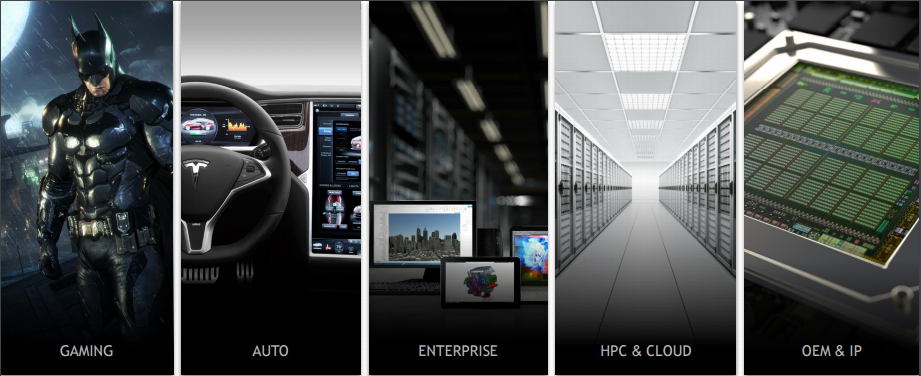 GAMING
AUTO
ENTERPRISE
HPC & CLOUD
OEM & IP